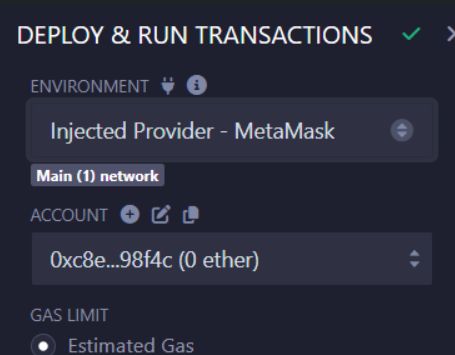 DEPLOY & RUN TRANSACTIONS
ENVIRONMENT
Injected Provider - MetaMask
Main (1) network
ACCOUNT
0xc8e...98f4c (0 ether)
GAS LIMIT
Estimated Gas